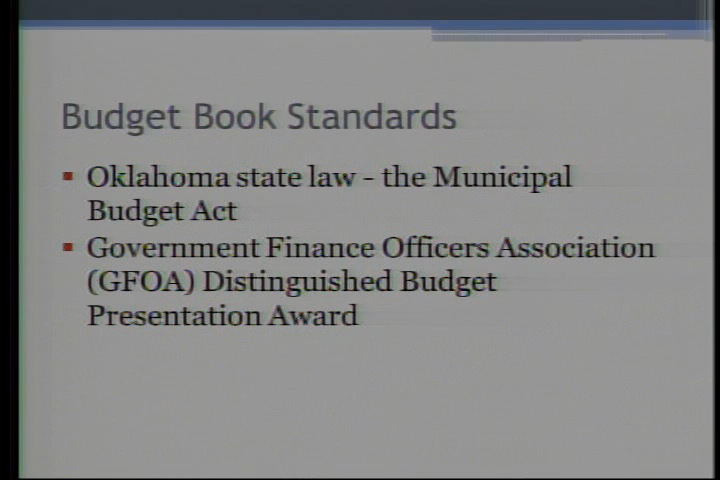 Budget Book Standards
Oklahoma state law - the Municipal
Budget Act
Government Finance Officers Association
(GFOA) Distinguished Budget
Presentation Award